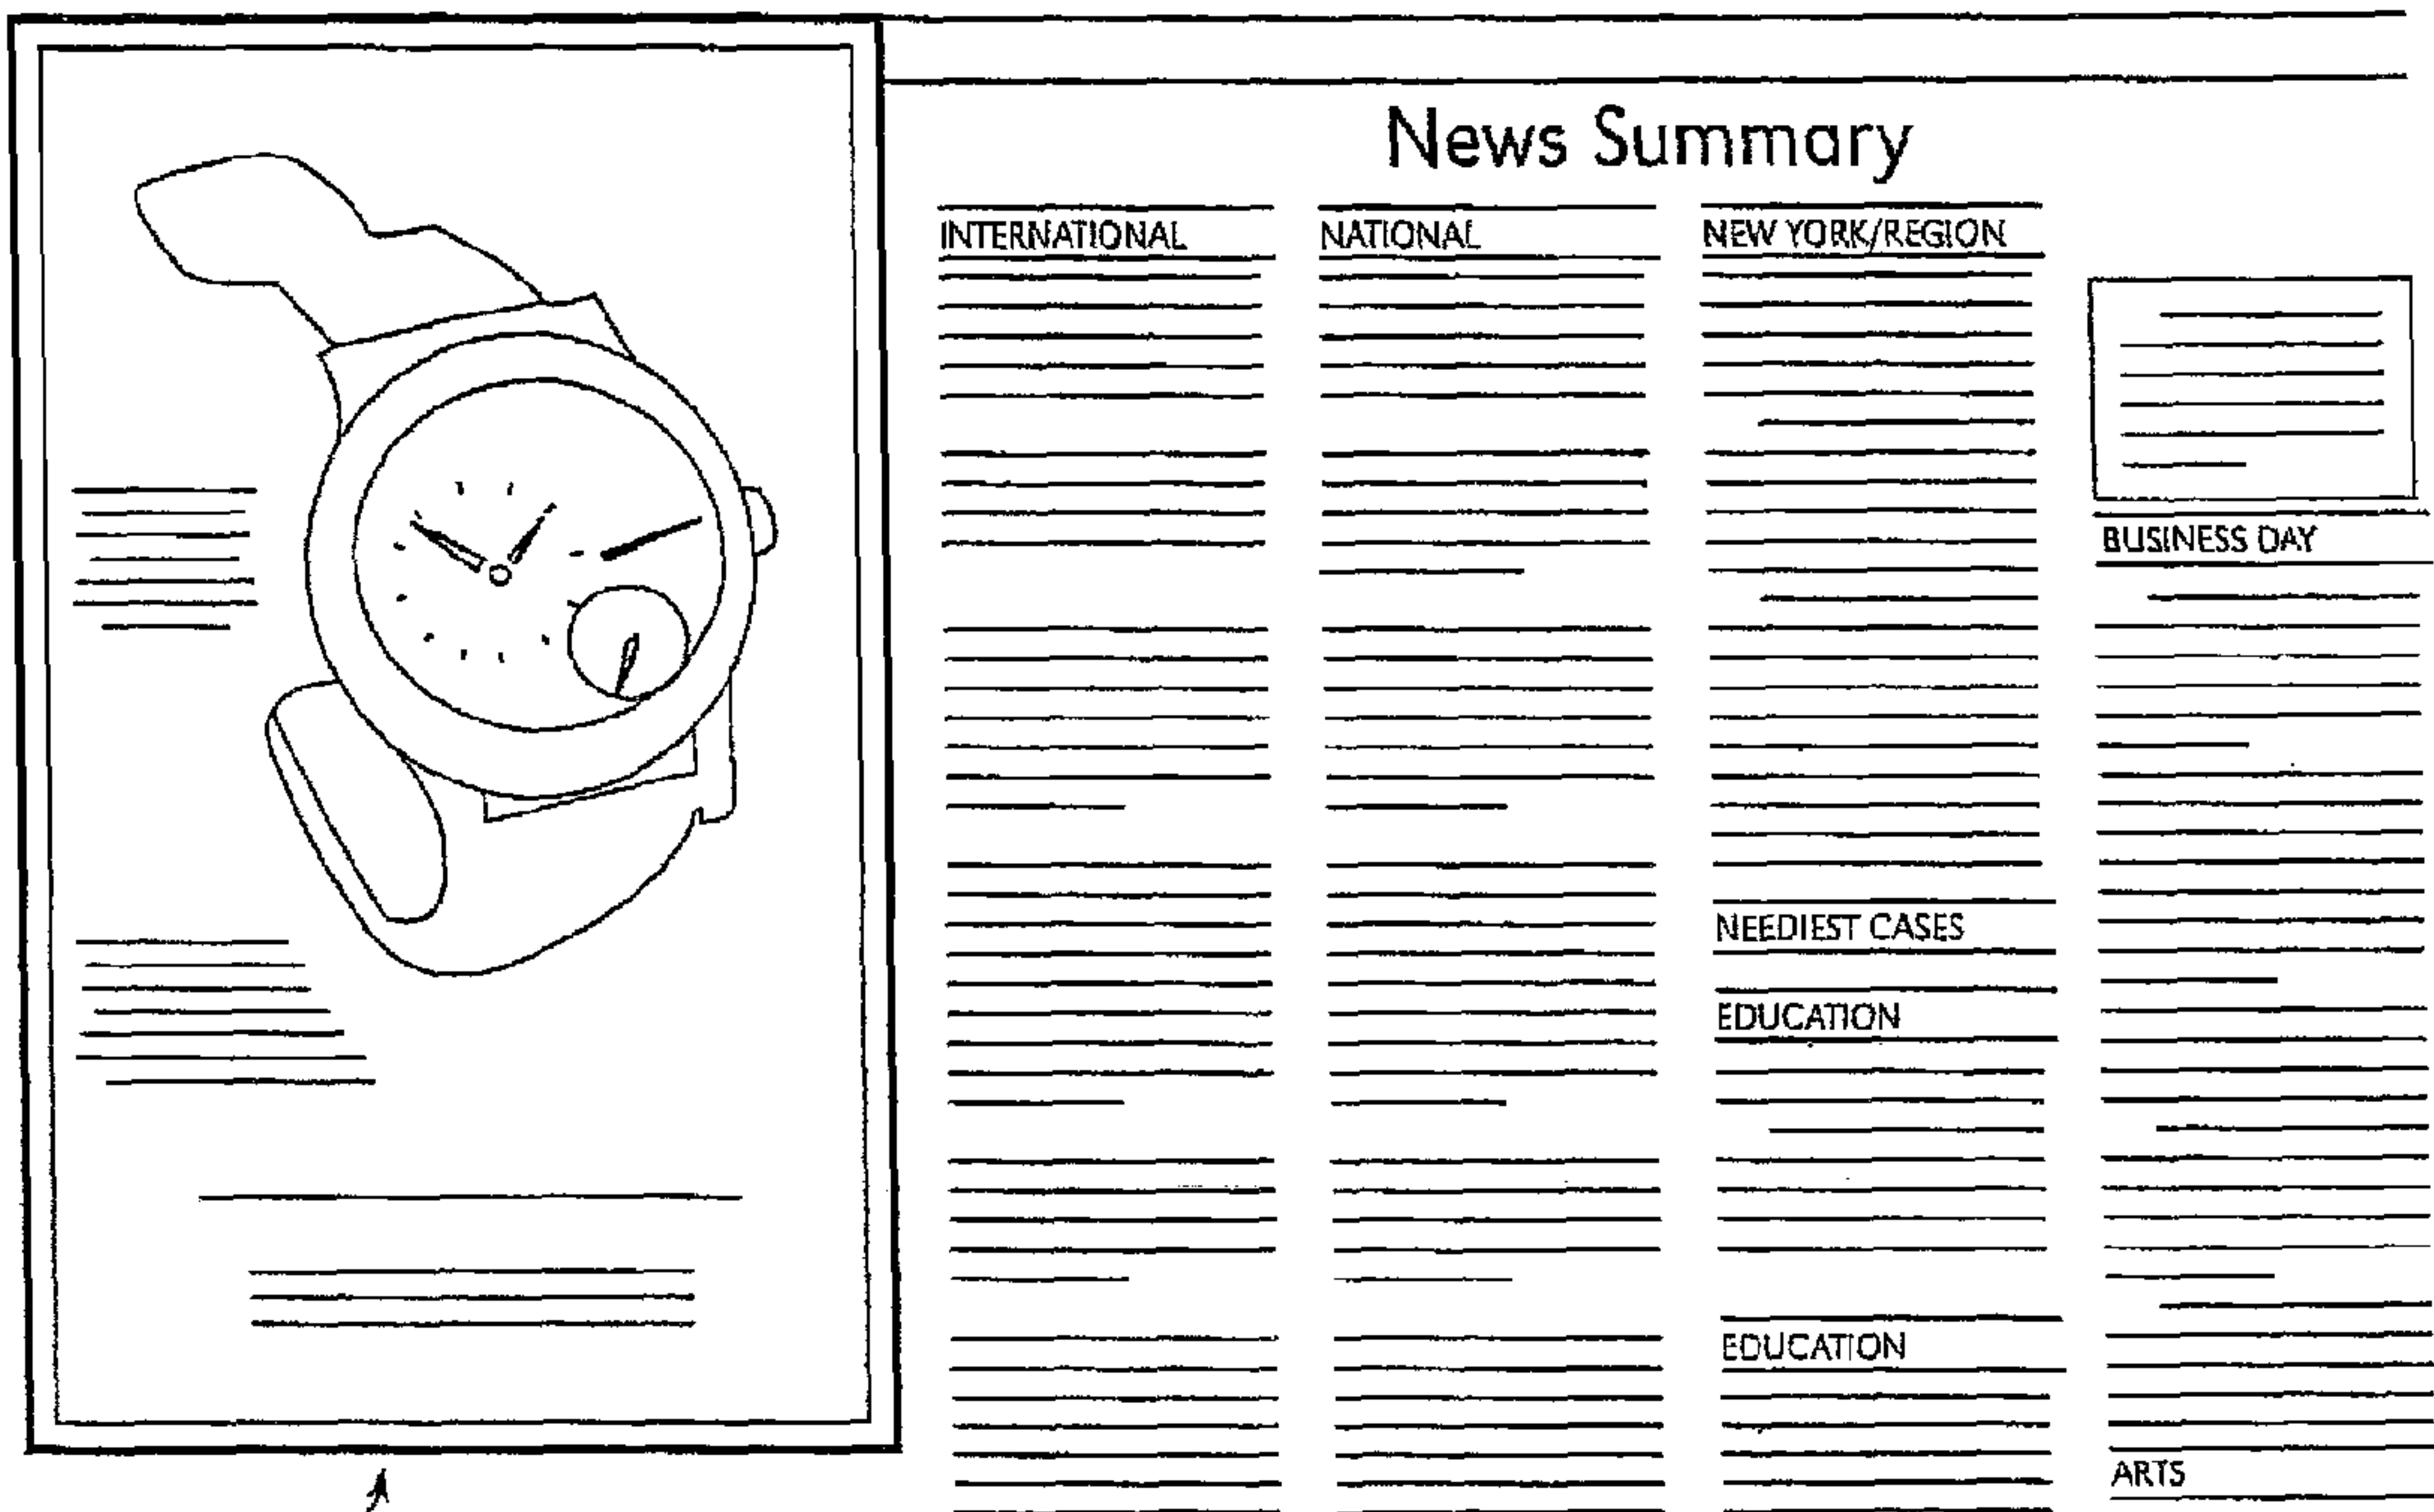 News Summary
INTERNATIONAL
NATIONAL
NEW YORK/REGION
NEEDIEST CASES
EDUCATION
EDUCATION
BUSINESS DAY
ARTS